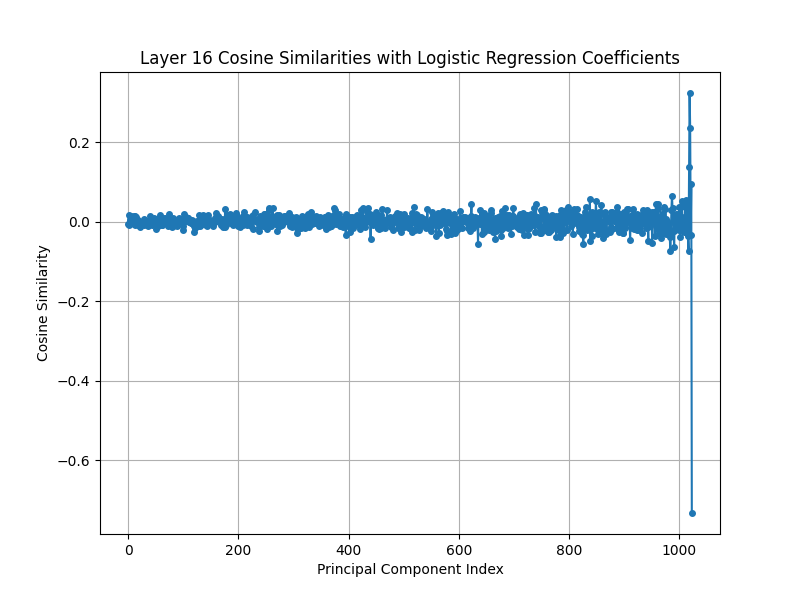 Layer 16 Cosine Similarities with Logistic Regression Coefficients
0.2
0.0
−0.2
−0.4
−0.6
Cosine Similarity
0 200 400 600 800 1000
Principal Component Index